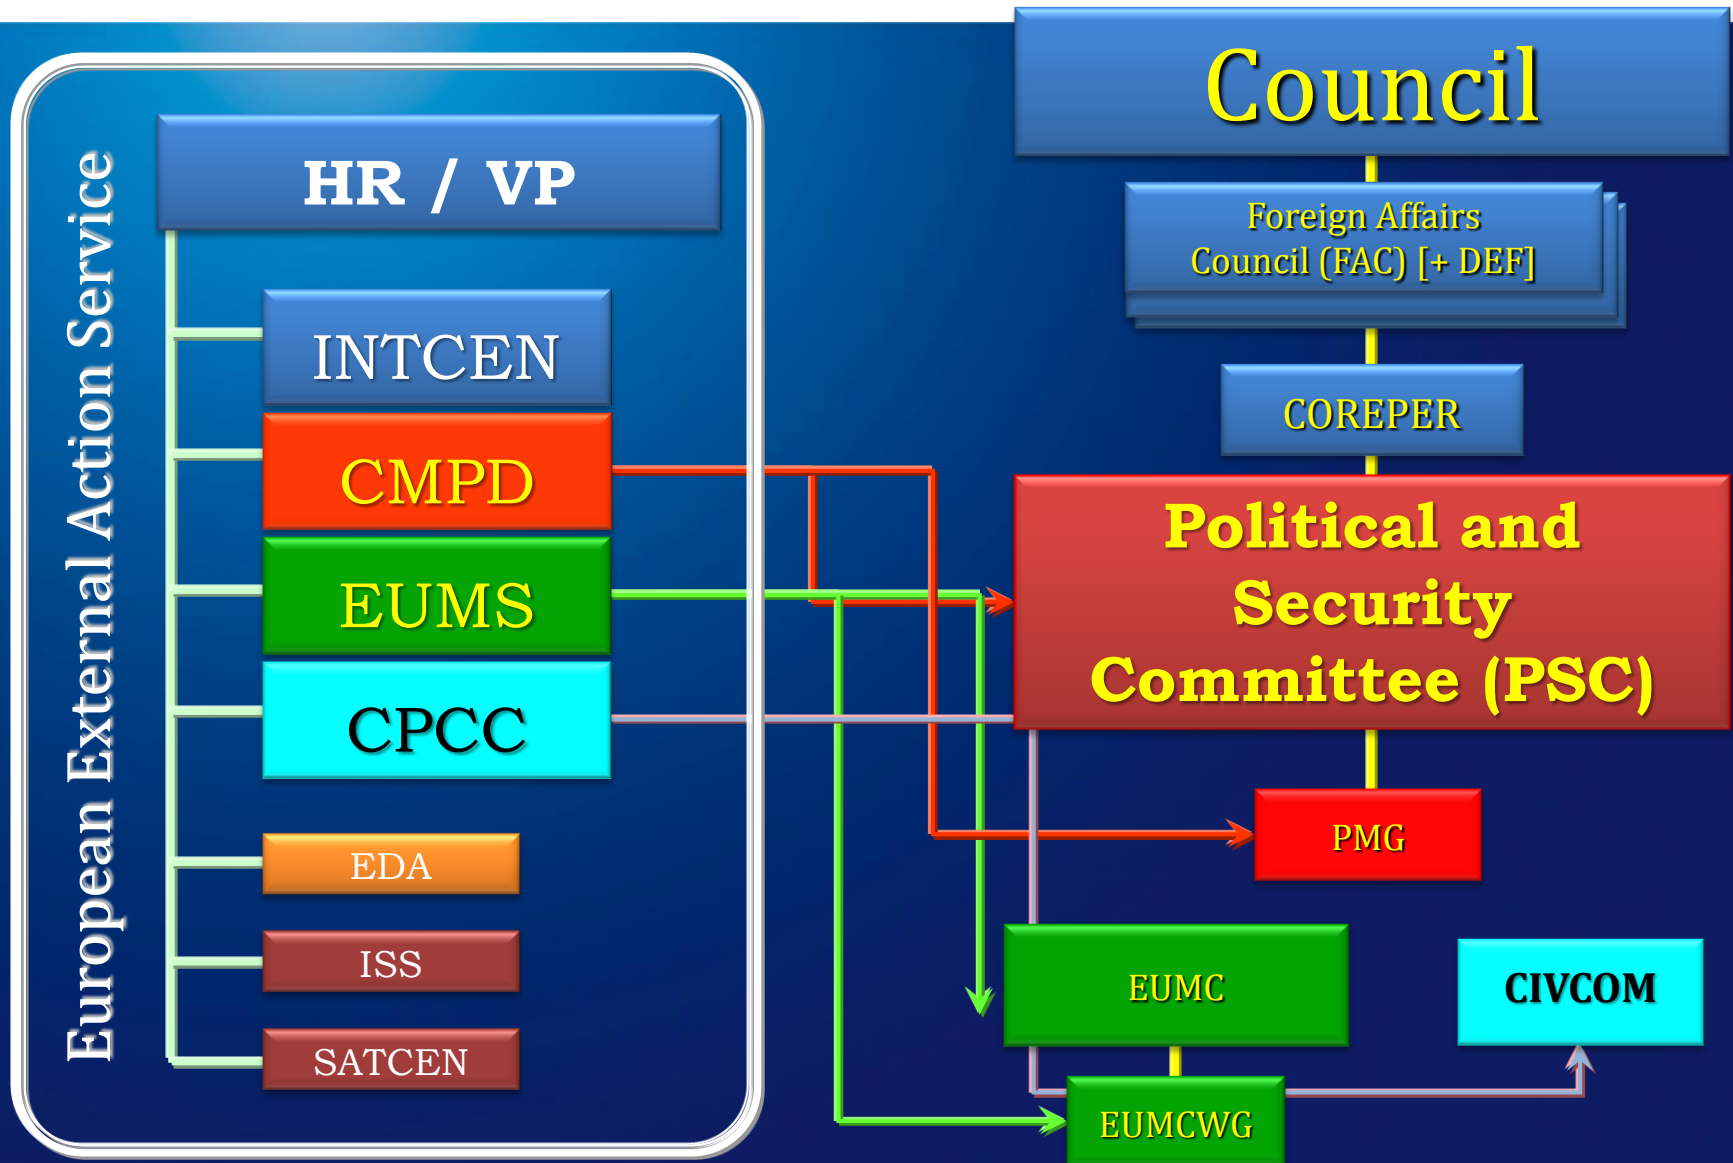 European External Action Service
HR / VP
INTCEN
CMPD
EUMS
CPCC
EDA
ISS
SATCEN
Council
Foreign Affairs
Council (FAC) [+ DEF]
COREPER
Political and
Security
Committee (PSC)
PMG
EUMC
CIVCOM
EUMCWG